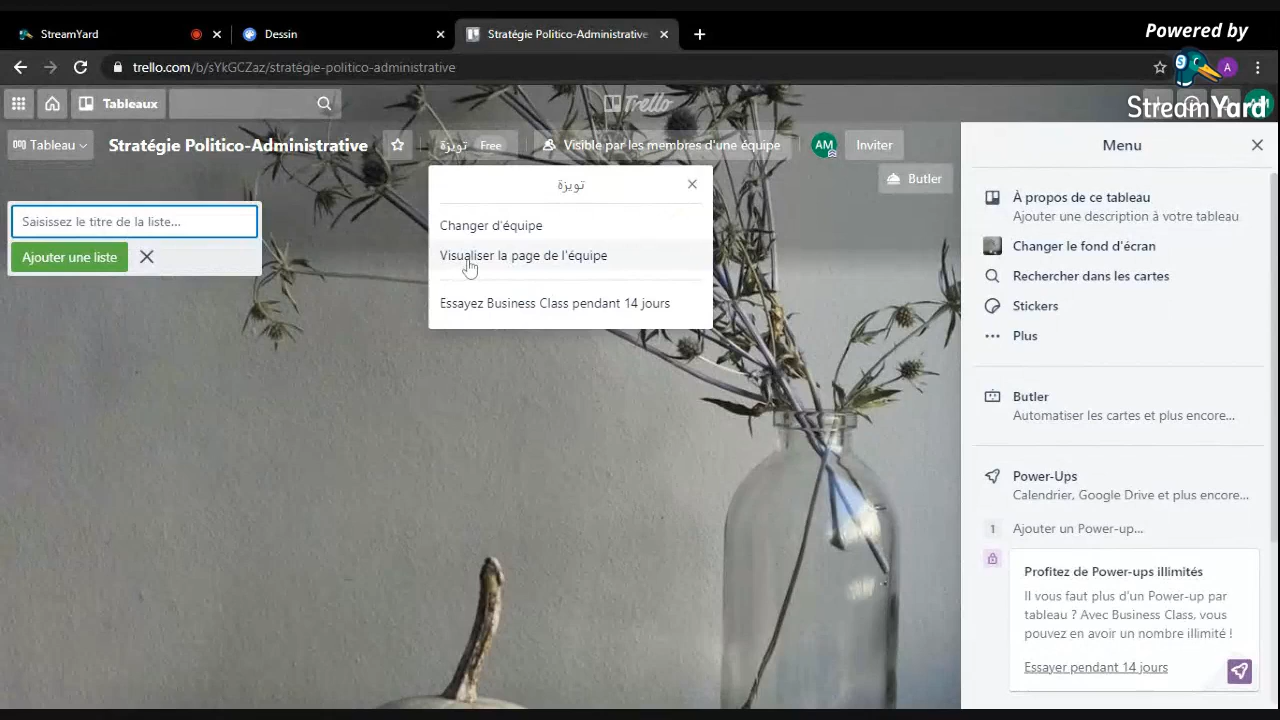 StreamYard
Dessin
Stratégie Politico-Administrative
Powered by
trello.com/b/sYkGCZaz/stratégie-politico-administrative
A
StreamYard
Tableaux
Trello
Tableau
Stratégie Politico-Administrative
تويزة
Free
Visible par les membres d'une équipe
AM
Inviter
Butler
Saisissez le titre de la liste…
Ajouter une liste
تويزة
Changer d'équipe
Visualiser la page de l'équipe
Essayez Business Class pendant 14 jours
Menu
À propos de ce tableau
Ajouter une description à votre tableau
Changer le fond d'écran
Rechercher dans les cartes
Stickers
Plus
Butler
Automatiser les cartes et plus encore…
Power-Ups
Calendrier, Google Drive et plus encore…
1
Ajouter un Power-up…
Profitez de Power-ups illimités
Il vous faut plus d'un Power-up par
tableau ? Avec Business Class, vous
pouvez en avoir un nombre illimité !
Essayer pendant 14 jours